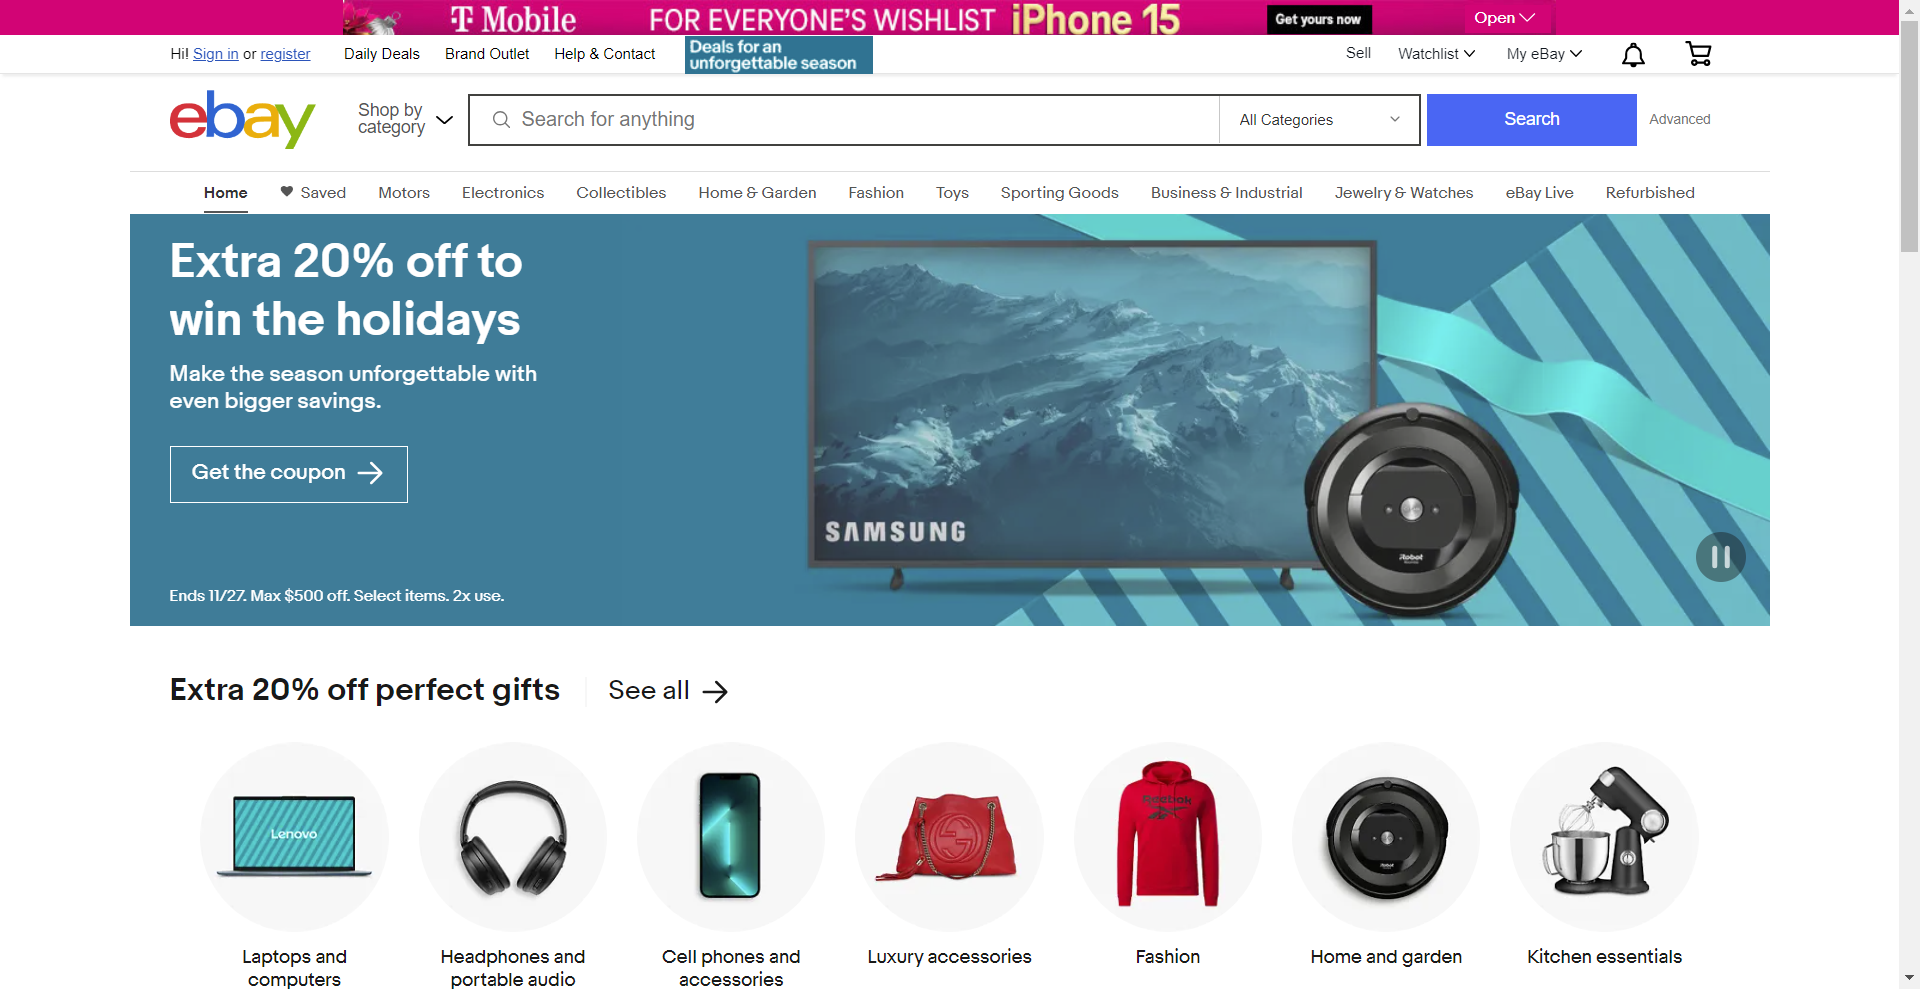 T Mobile FOR EVERYONE'S WISHLIST iPhone 15 Get yours now Open
Hi! Sign in or register Daily Deals Brand Outlet Help & Contact
Deals for an
unforgettable season
Sell Watchlist My eBay
ebay
Shop by
category
Search for anything
All Categories
Search
Advanced
Home Saved Motors Electronics Collectibles Home & Garden Fashion Toys Sporting Goods Business & Industrial Jewelry & Watches eBay Live Refurbished
Extra 20% off to
win the holidays
Make the season unforgettable with
even bigger savings.
Get the coupon
Ends 11/27. Max $500 off. Select items. 2x use.
SAMSUNG
iRobot
Extra 20% off perfect gifts
See all
Lenovo
Reebok
iRobot
Laptops and
computers
Headphones and
portable audio
Cell phones and
accessories
Luxury accessories
Fashion
Home and garden
Kitchen essentials